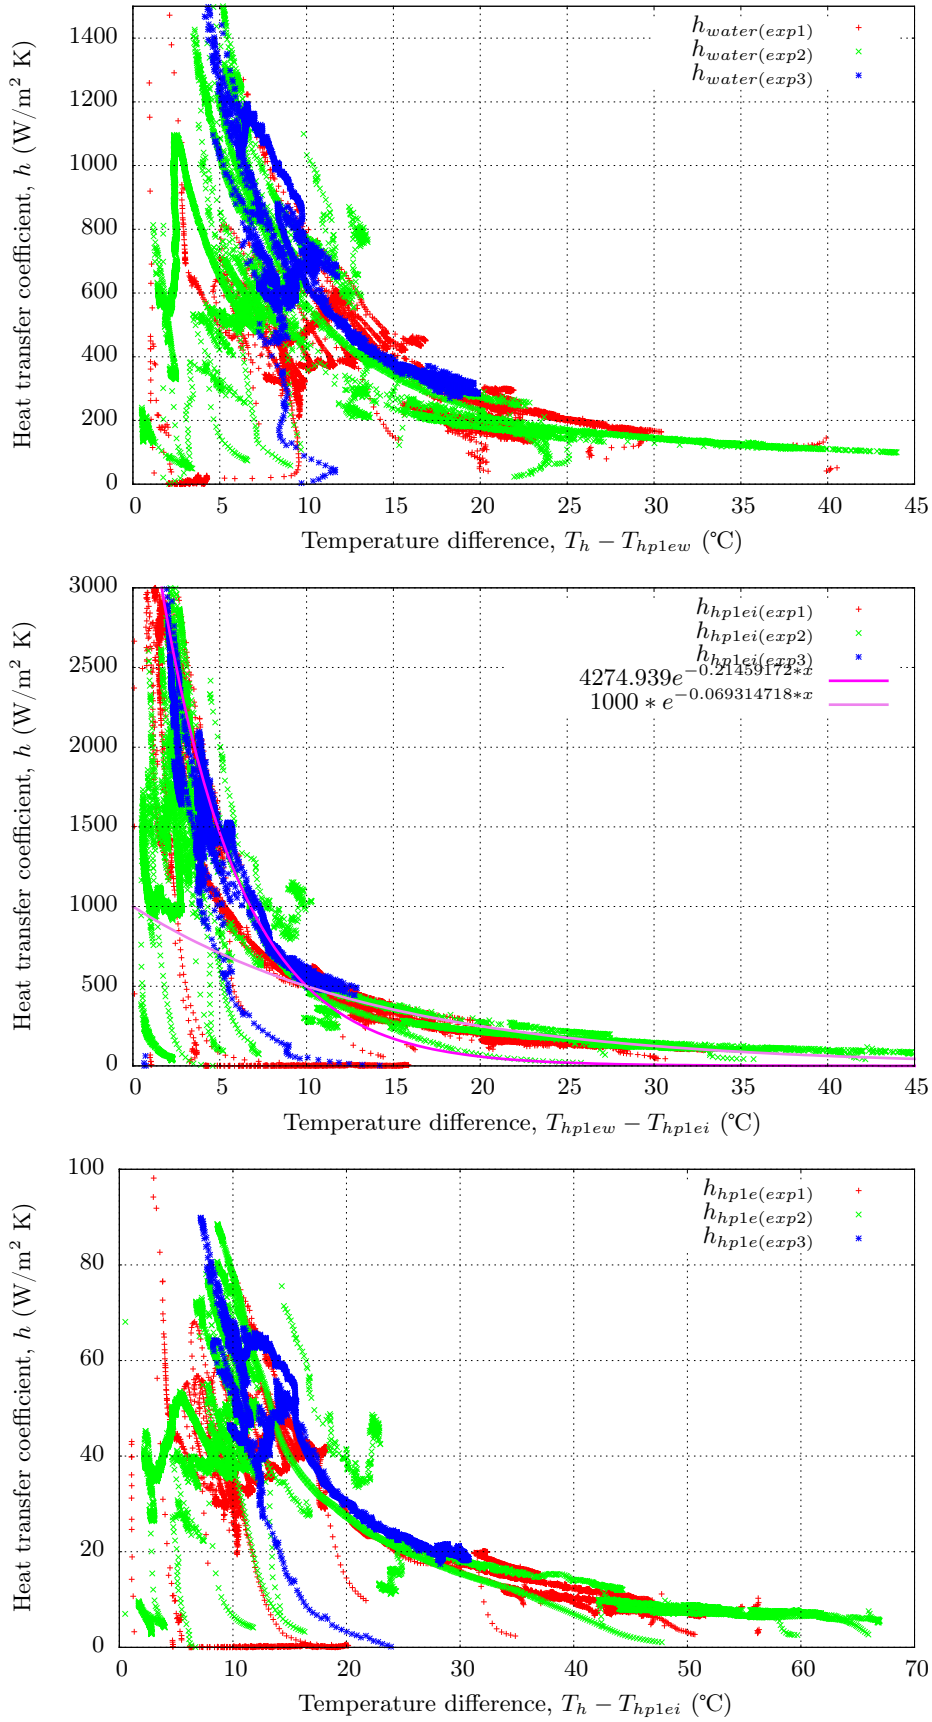 1400
1200
1000
800
600
400
200
0
Heat transfer coefficient, h (W/m² K)
h_water(exp1)
h_water(exp2)
h_water(exp3)
0 5 10 15 20 25 30 35 40 45
Temperature difference, T_h − T_hp1ew (℃)
3000
2500
2000
1500
1000
500
0
Heat transfer coefficient, h (W/m² K)
h_hp1ei(exp1)
h_hp1ei(exp2)
h_hp1ei(exp3)
4274.939e^−0.21459172∗x
1000 ∗ e^−0.069314718∗x
0 5 10 15 20 25 30 35 40 45
Temperature difference, T_hp1ew − T_hp1ei (℃)
100
80
60
40
20
0
Heat transfer coefficient, h (W/m² K)
h_hp1e(exp1)
h_hp1e(exp2)
h_hp1e(exp3)
0 10 20 30 40 50 60 70
Temperature difference, T_h − T_hp1ei (℃)